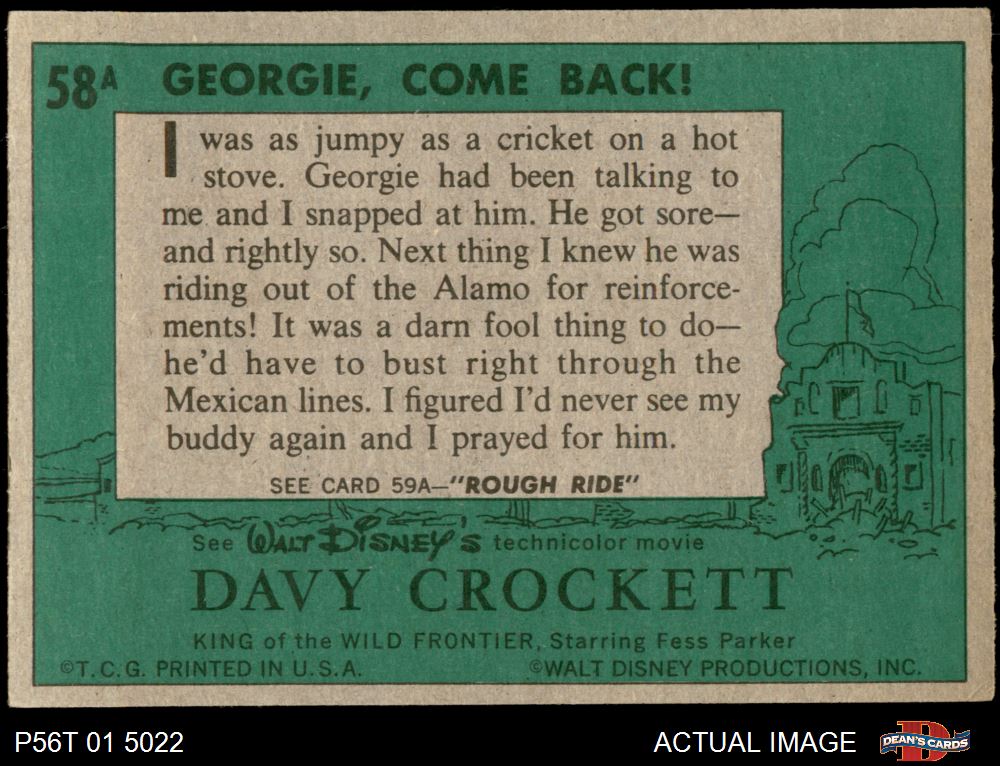 58A GEORGIE, COME BACK!
I was as jumpy as a cricket on a hot
stove. Georgie had been talking to
me and I snapped at him. He got sore—
and rightly so. Next thing I knew he was
riding out of the Alamo for reinforce-
ments! It was a darn fool thing to do—
he'd have to bust right through the
Mexican lines. I figured I'd never see my
buddy again and I prayed for him.
SEE CARD 59A—"ROUGH RIDE"
See WALT DISNEY'S technicolor movie
DAVY CROCKETT
KING of the WILD FRONTIER, Starring Fess Parker
©T.C.G. PRINTED IN U.S.A. ©WALT DISNEY PRODUCTIONS, INC.
P56T 01 5022 ACTUAL IMAGE D DEAN'S CARDS